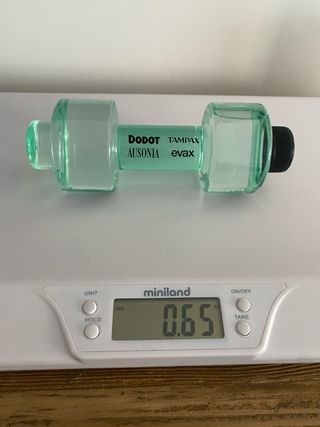 DODOT TAMPAX
AUSONIA evax
miniland
UNIT
ON/OFF
HOLD
TARE
0.65